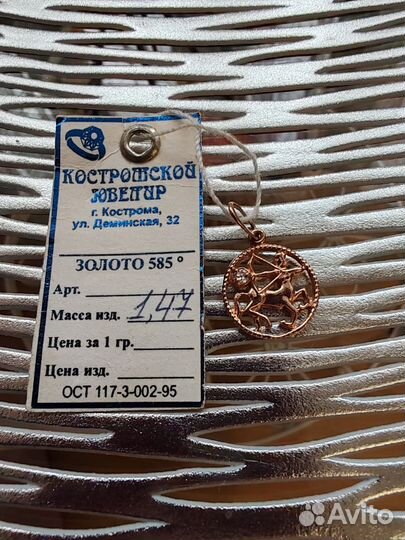 КОСТРОМСКОЙ
ЮВЕЛИР
г. Кострома,
ул. Деминская, 32
ЗОЛОТО 585°
Арт.
Масса изд. 1,47
Цена за 1 гр.
Цена изд.
ОСТ 117-3-002-95
Avito